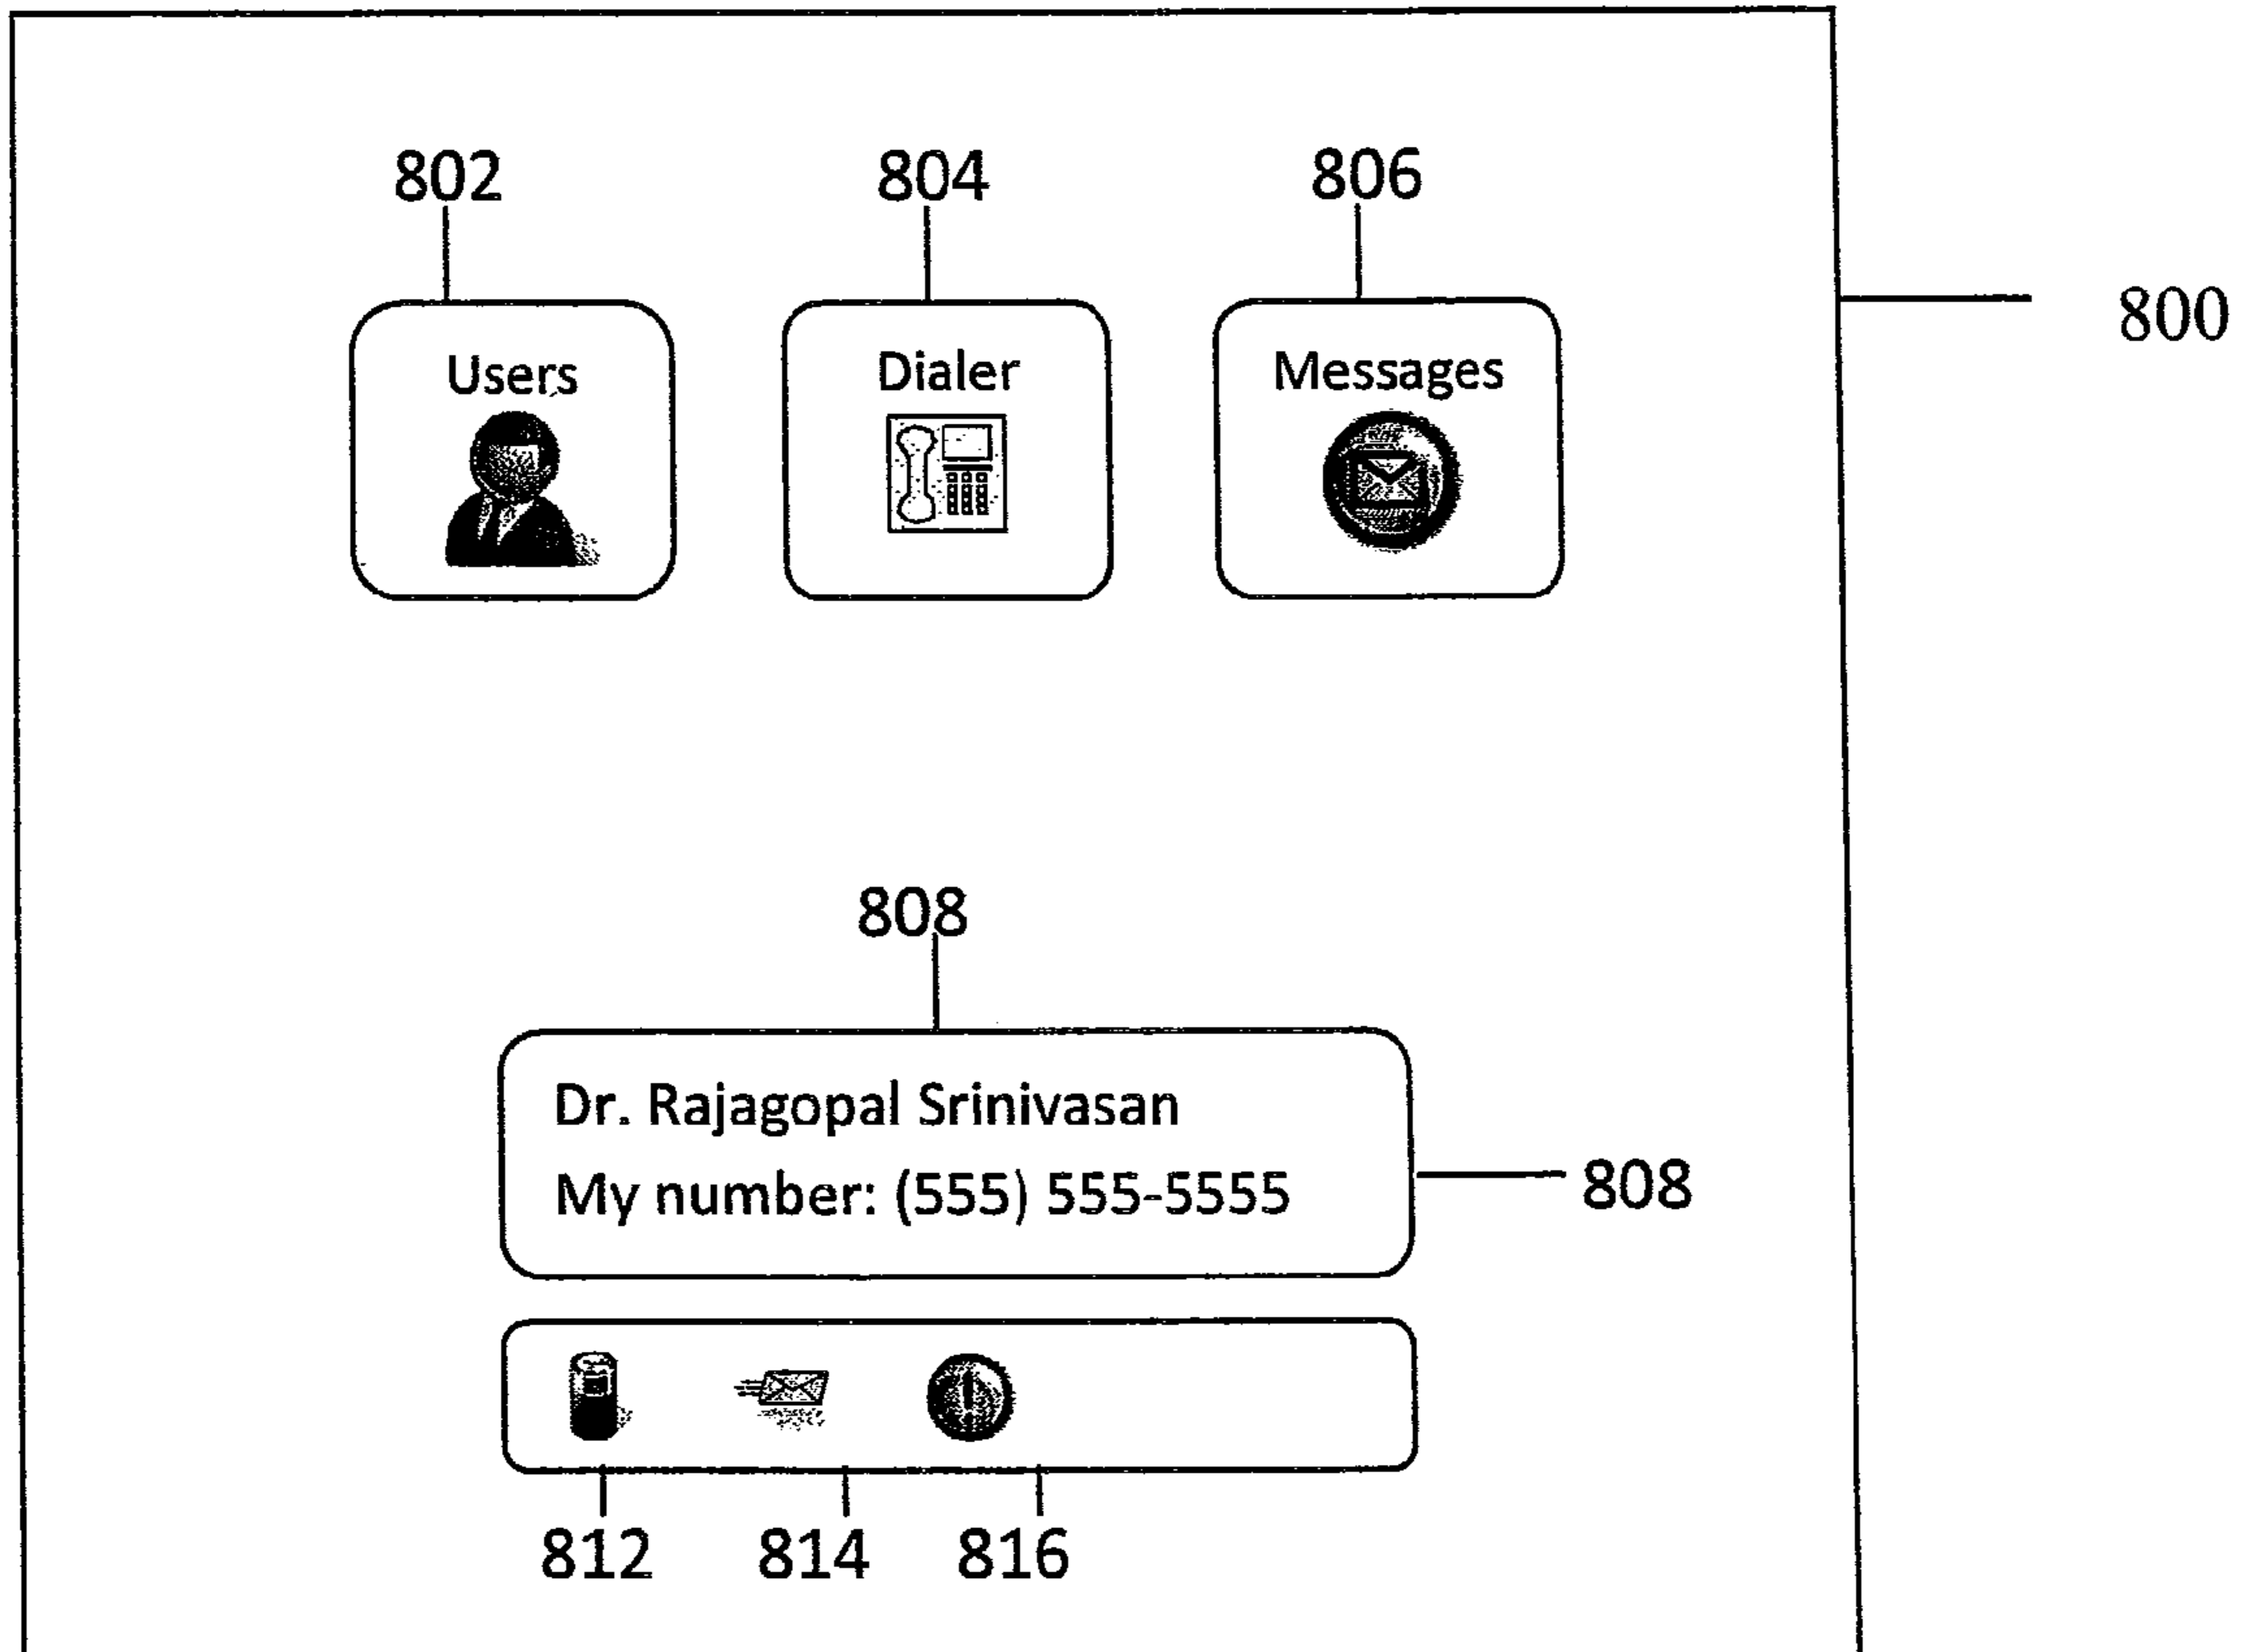 802 804 806
800
Users Dialer Messages
808
Dr. Rajagopal Srinivasan
My number: (555) 555-5555
808
812 814 816